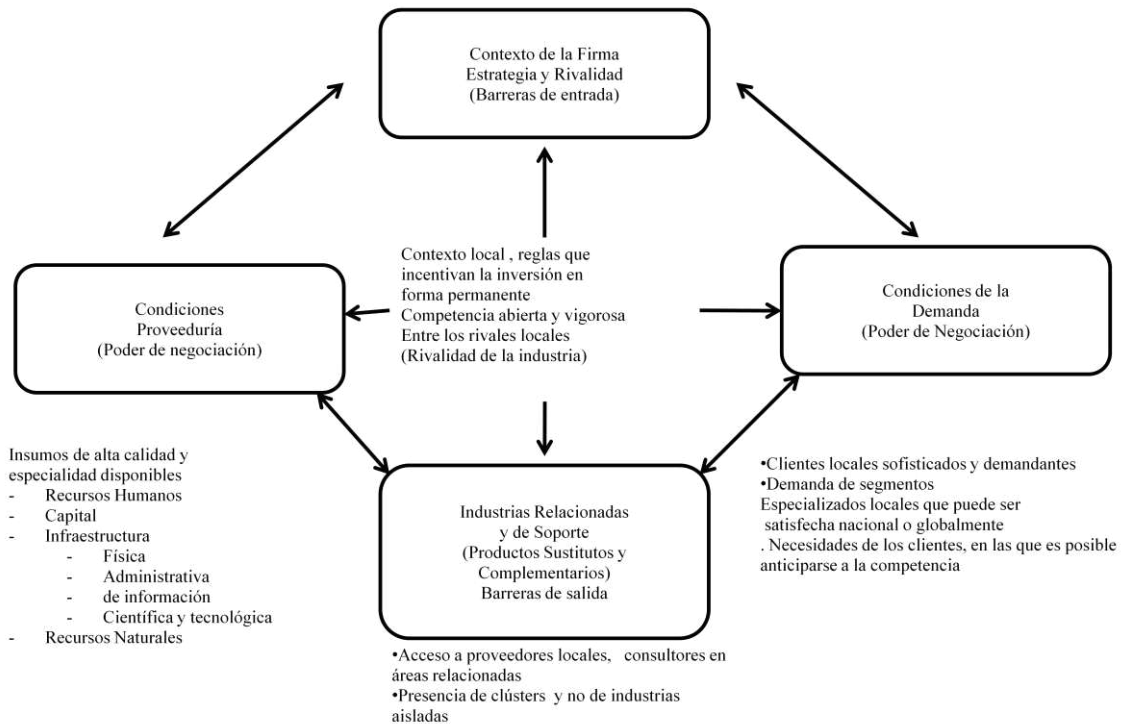 Contexto de la Firma
Estrategia y Rivalidad
(Barreras de entrada)
Contexto local , reglas que
incentivan la inversión en
forma permanente
Competencia abierta y vigorosa
Entre los rivales locales
(Rivalidad de la industria)
Condiciones
Proveeduría
(Poder de negociación)
Condiciones de la
Demanda
(Poder de Negociación)
Insumos de alta calidad y
especialidad disponibles
- Recursos Humanos
- Capital
- Infraestructura
- Física
- Administrativa
- de información
- Científica y tecnológica
- Recursos Naturales
Industrias Relacionadas
y de Soporte
(Productos Sustitutos y
Complementarios)
Barreras de salida
•Clientes locales sofisticados y demandantes
•Demanda de segmentos
Especializados locales que puede ser
satisfecha nacional o globalmente
. Necesidades de los clientes, en las que es posible
anticiparse a la competencia
•Acceso a proveedores locales, consultores en
áreas relacionadas
•Presencia de clústers y no de industrias
aisladas